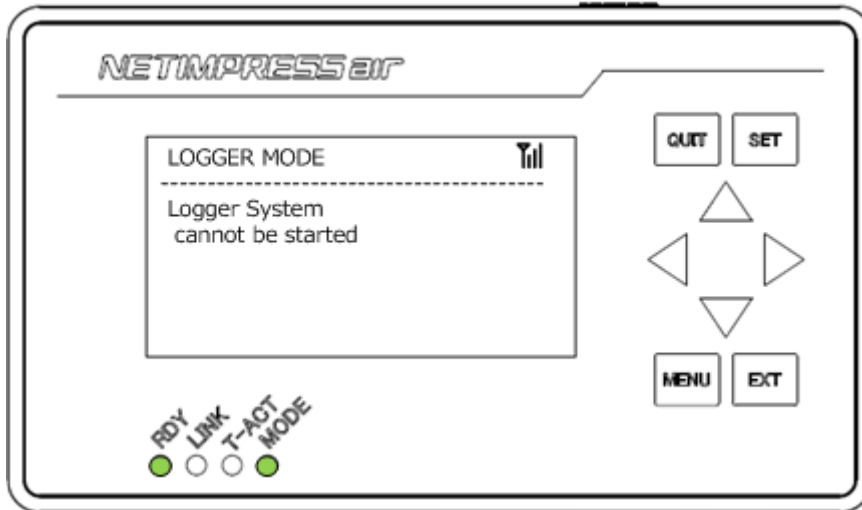 NETIMPRESS air
LOGGER MODE
Logger System
cannot be started
QUIT SET
MENU EXT
RDY LINK T-ACT MODE